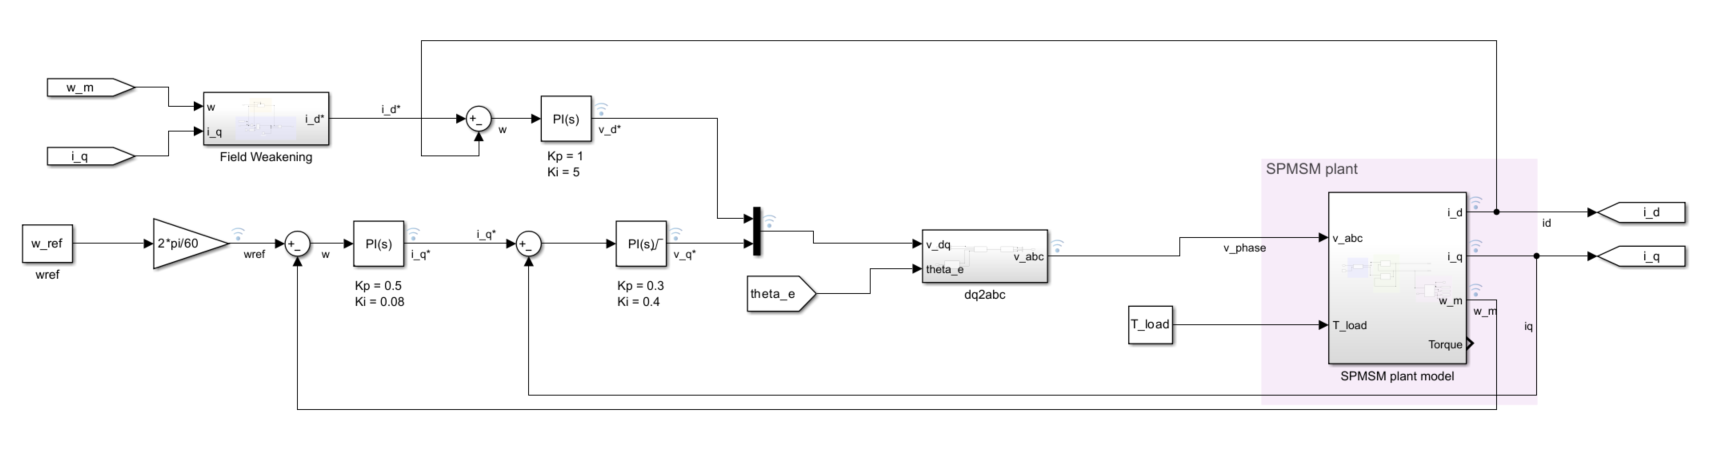 w_m
w
i_q
i_d*
Field Weakening
i_q
i_d*
+
_
w
PI(s)
v_d*
Kp = 1
Ki = 5
w_ref
wref
2*pi/60
wref
+
_
w
PI(s)
i_q*
Kp = 0.5
Ki = 0.08
i_q*
+
_
PI(s)
v_q*
Kp = 0.3
Ki = 0.4
theta_e
v_dq
theta_e
v_abc
dq2abc
v_phase
T_load
SPMSM plant
v_abc
T_load
i_d
i_q
w_m
Torque
SPMSM plant model
w_m
iq
id
i_d
i_q